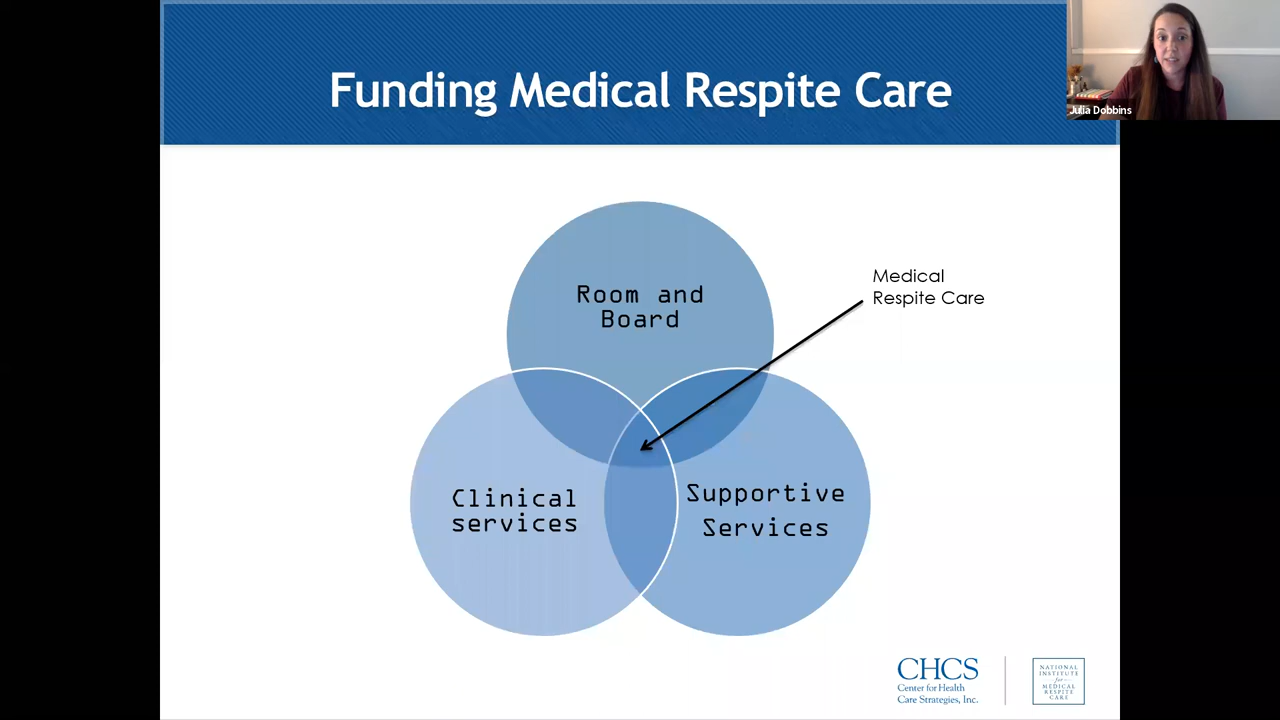 Funding Medical Respite Care
Julia Dobbins
Medical
Respite Care
Room and
Board
Clinical
services
Supportive
Services
CHCS
Center for Health
Care Strategies, Inc.
NATIONAL
INSTITUTE
for
MEDICAL
RESPITE
CARE